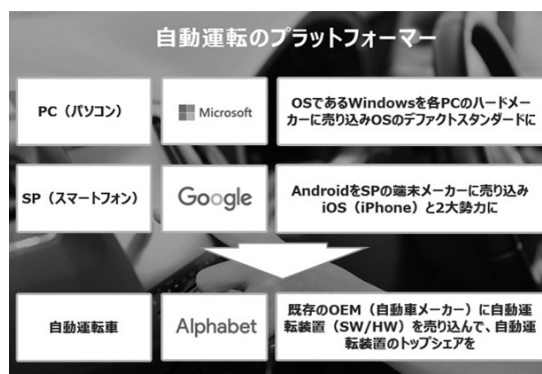 自動運転のプラットフォーマー
PC（パソコン）
Microsoft
OSであるWindowsを各PCのハードメー
カーに売り込みOSのデファクトスタンダードに
SP（スマートフォン）
Google
AndroidをSPの端末メーカーに売り込み
iOS（iPhone）と2大勢力に
自動運転車
Alphabet
既存のOEM（自動車メーカー）に自動運
転装置（SW/HW）を売り込んで、自動運
転装置のトップシェアを